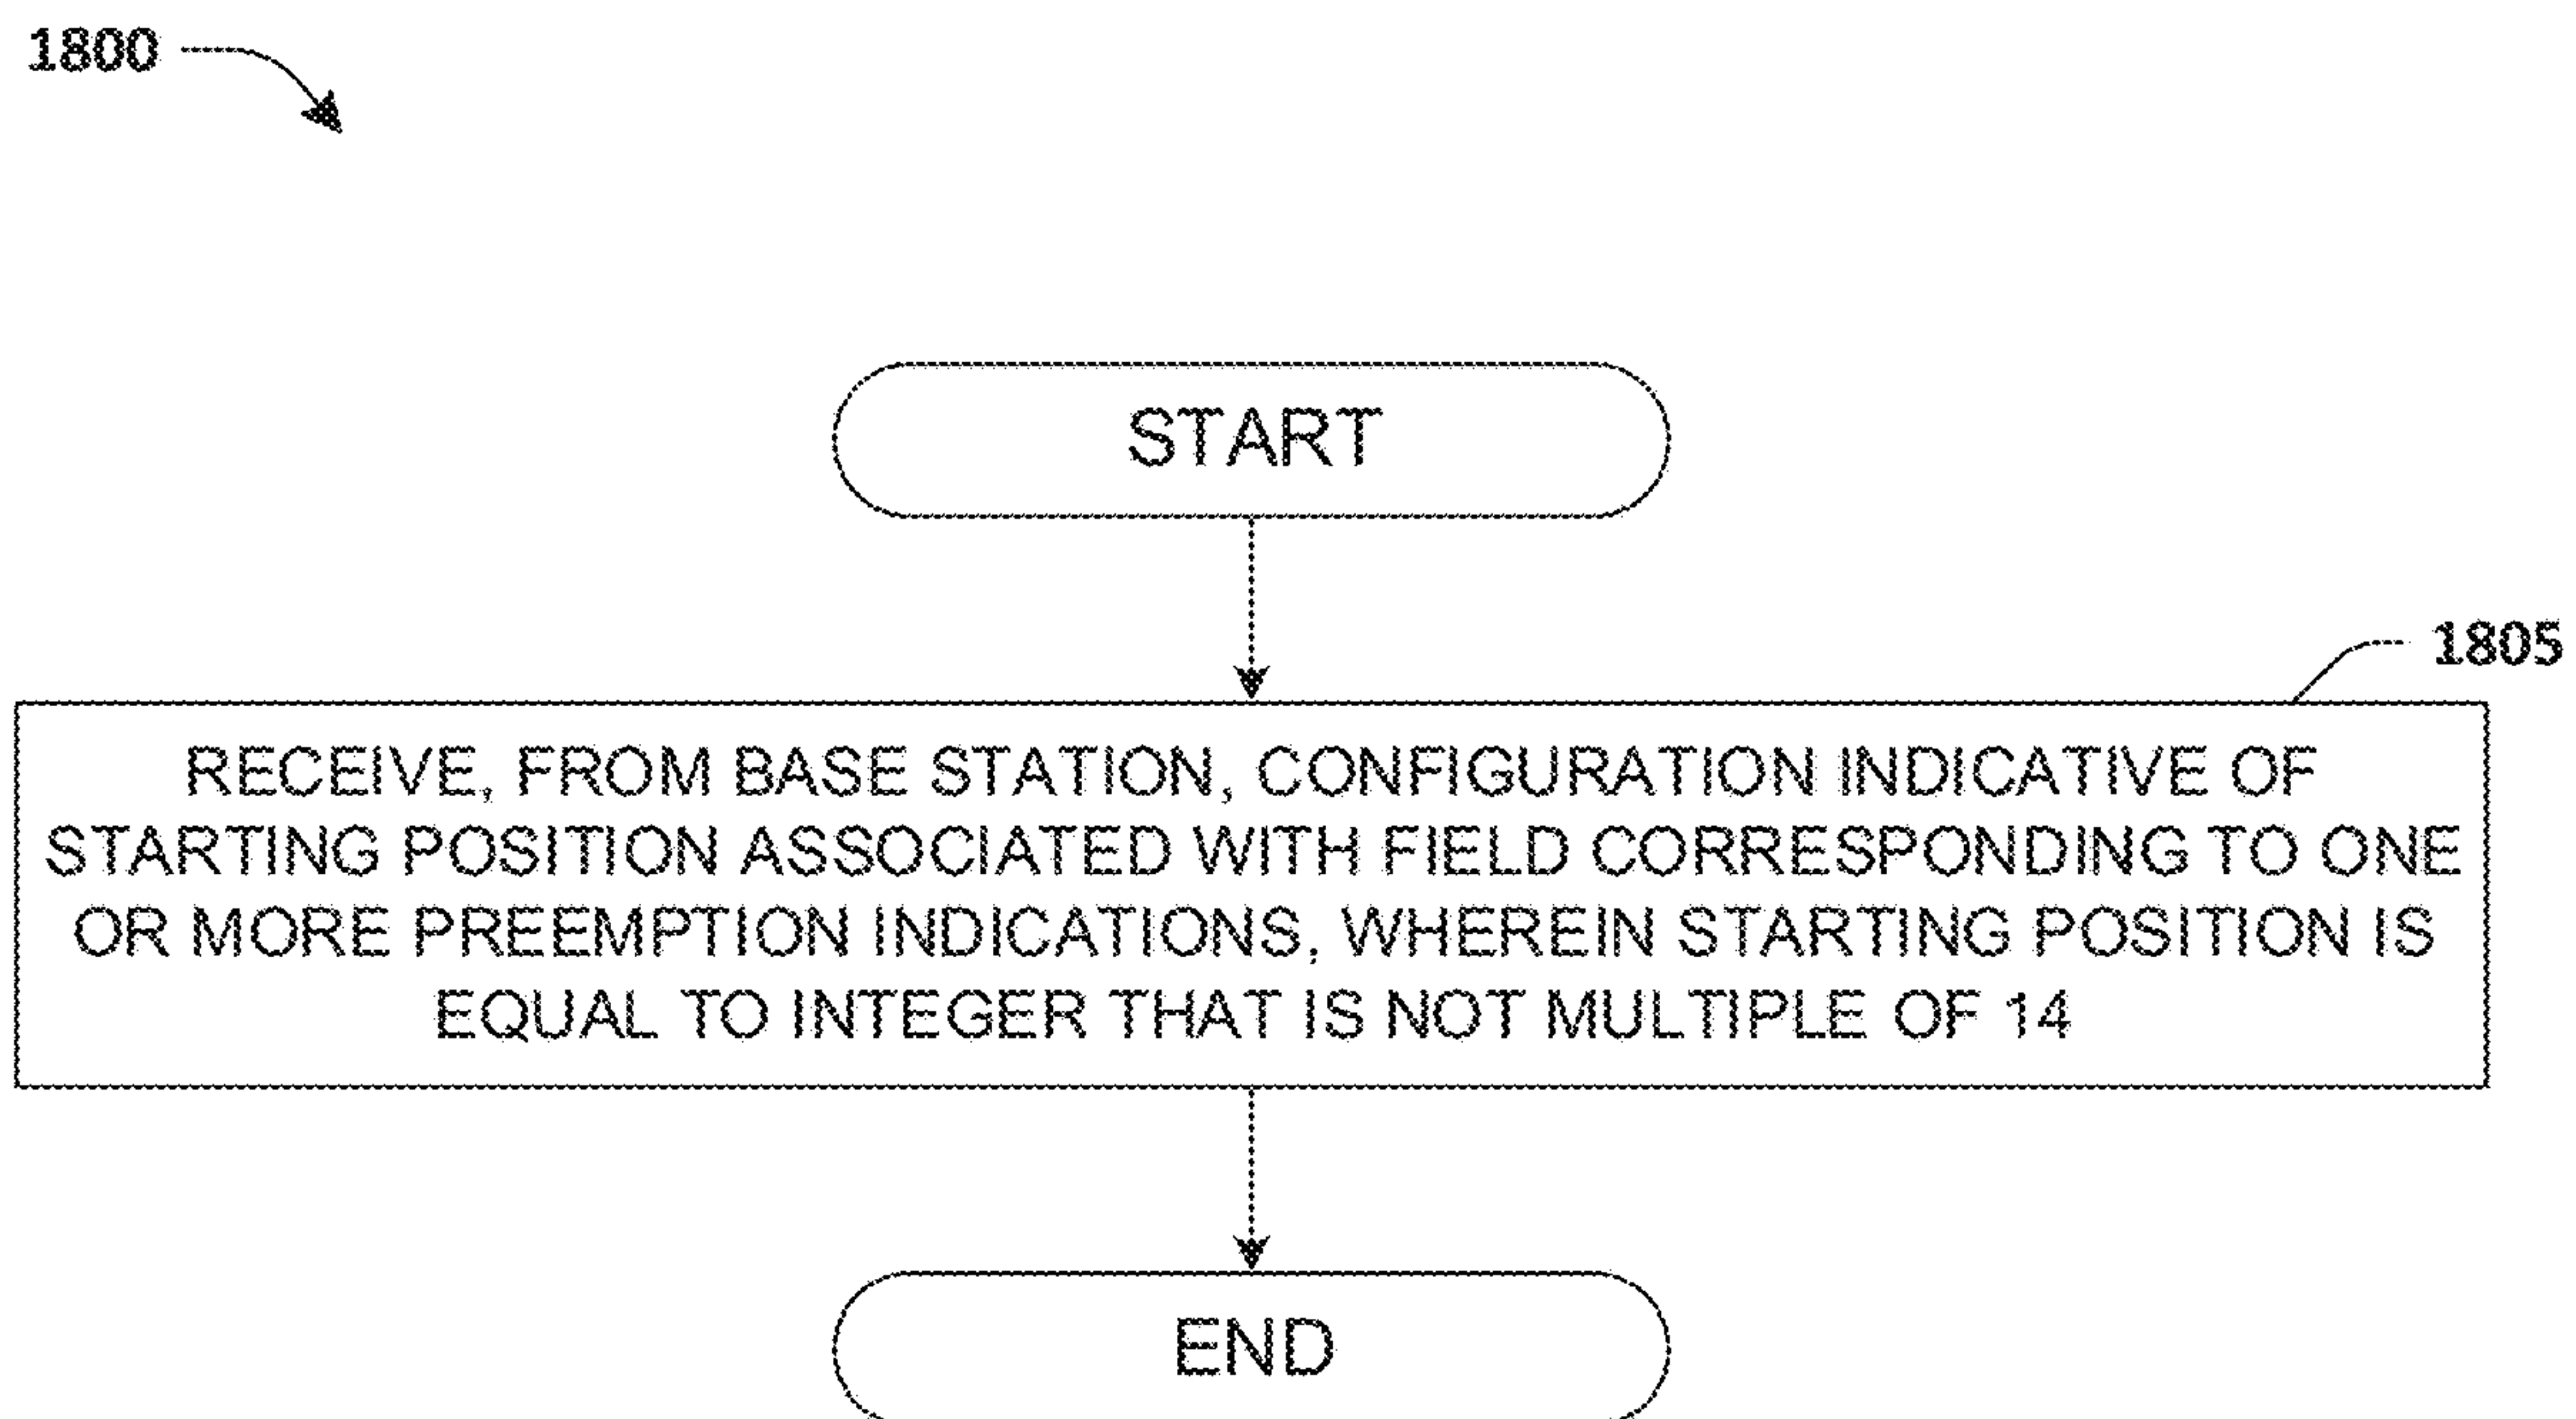 1800
START
1805
RECEIVE, FROM BASE STATION, CONFIGURATION INDICATIVE OF
STARTING POSITION ASSOCIATED WITH FIELD CORRESPONDING TO ONE
OR MORE PREEMPTION INDICATIONS, WHEREIN STARTING POSITION IS
EQUAL TO INTEGER THAT IS NOT MULTIPLE OF 14
END